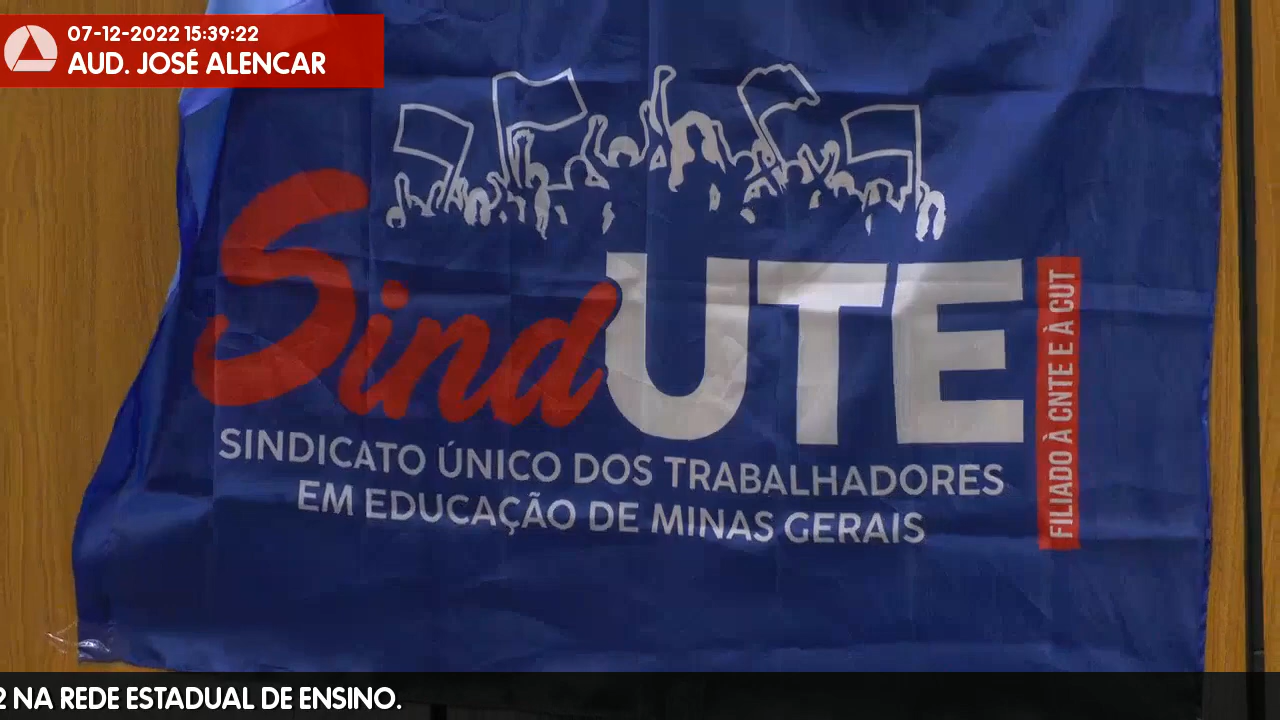 07-12-2022 15:39:22
AUD. JOSÉ ALENCAR
SindUTE
FILIADO À CNTE E À CUT
SINDICATO ÚNICO DOS TRABALHADORES
EM EDUCAÇÃO DE MINAS GERAIS
2 NA REDE ESTADUAL DE ENSINO.